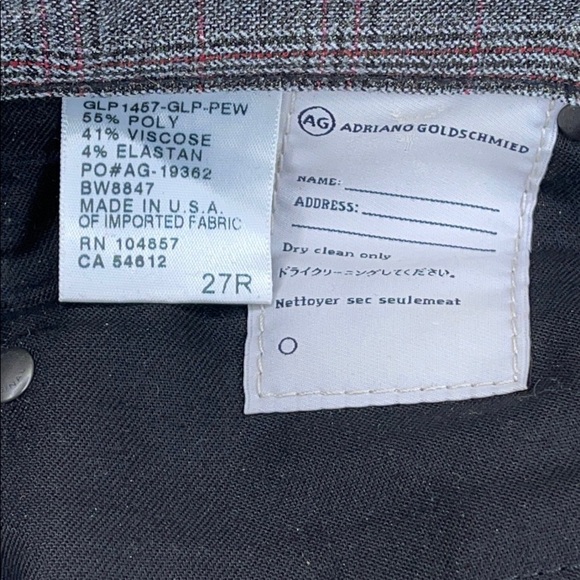 GLP1457-GLP-PEW
55% POLY
41% VISCOSE
4% ELASTAN
PO#AG-19362
BW8847
MADE IN U.S.A.
OF IMPORTED FABRIC
RN 104857
CA 54612
27R
AG ADRIANO GOLDSCHMIED
NAME:
ADDRESS:
Dry clean only
ドライクリーニングしてください。
Nettoyer sec seulemeat